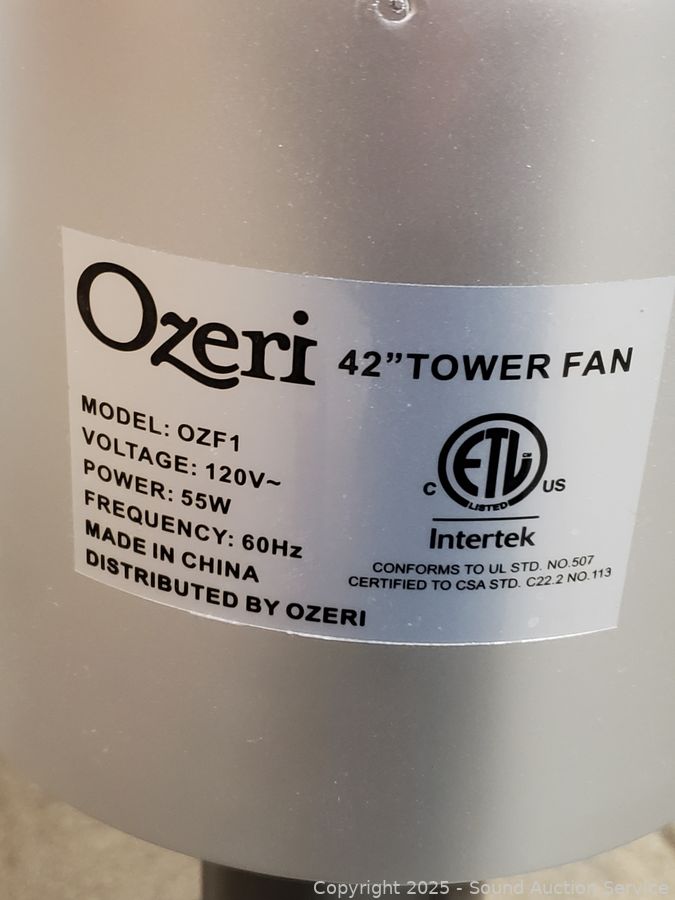 Ozeri 42” TOWER FAN
MODEL: OZF1
VOLTAGE: 120V~
POWER: 55W
FREQUENCY: 60Hz
MADE IN CHINA
DISTRIBUTED BY OZERI
C ETL CM US
LISTED
Intertek
CONFORMS TO UL STD. NO.507
CERTIFIED TO CSA STD. C22.2 NO.113
Copyright 2025 - Sound Auction Service